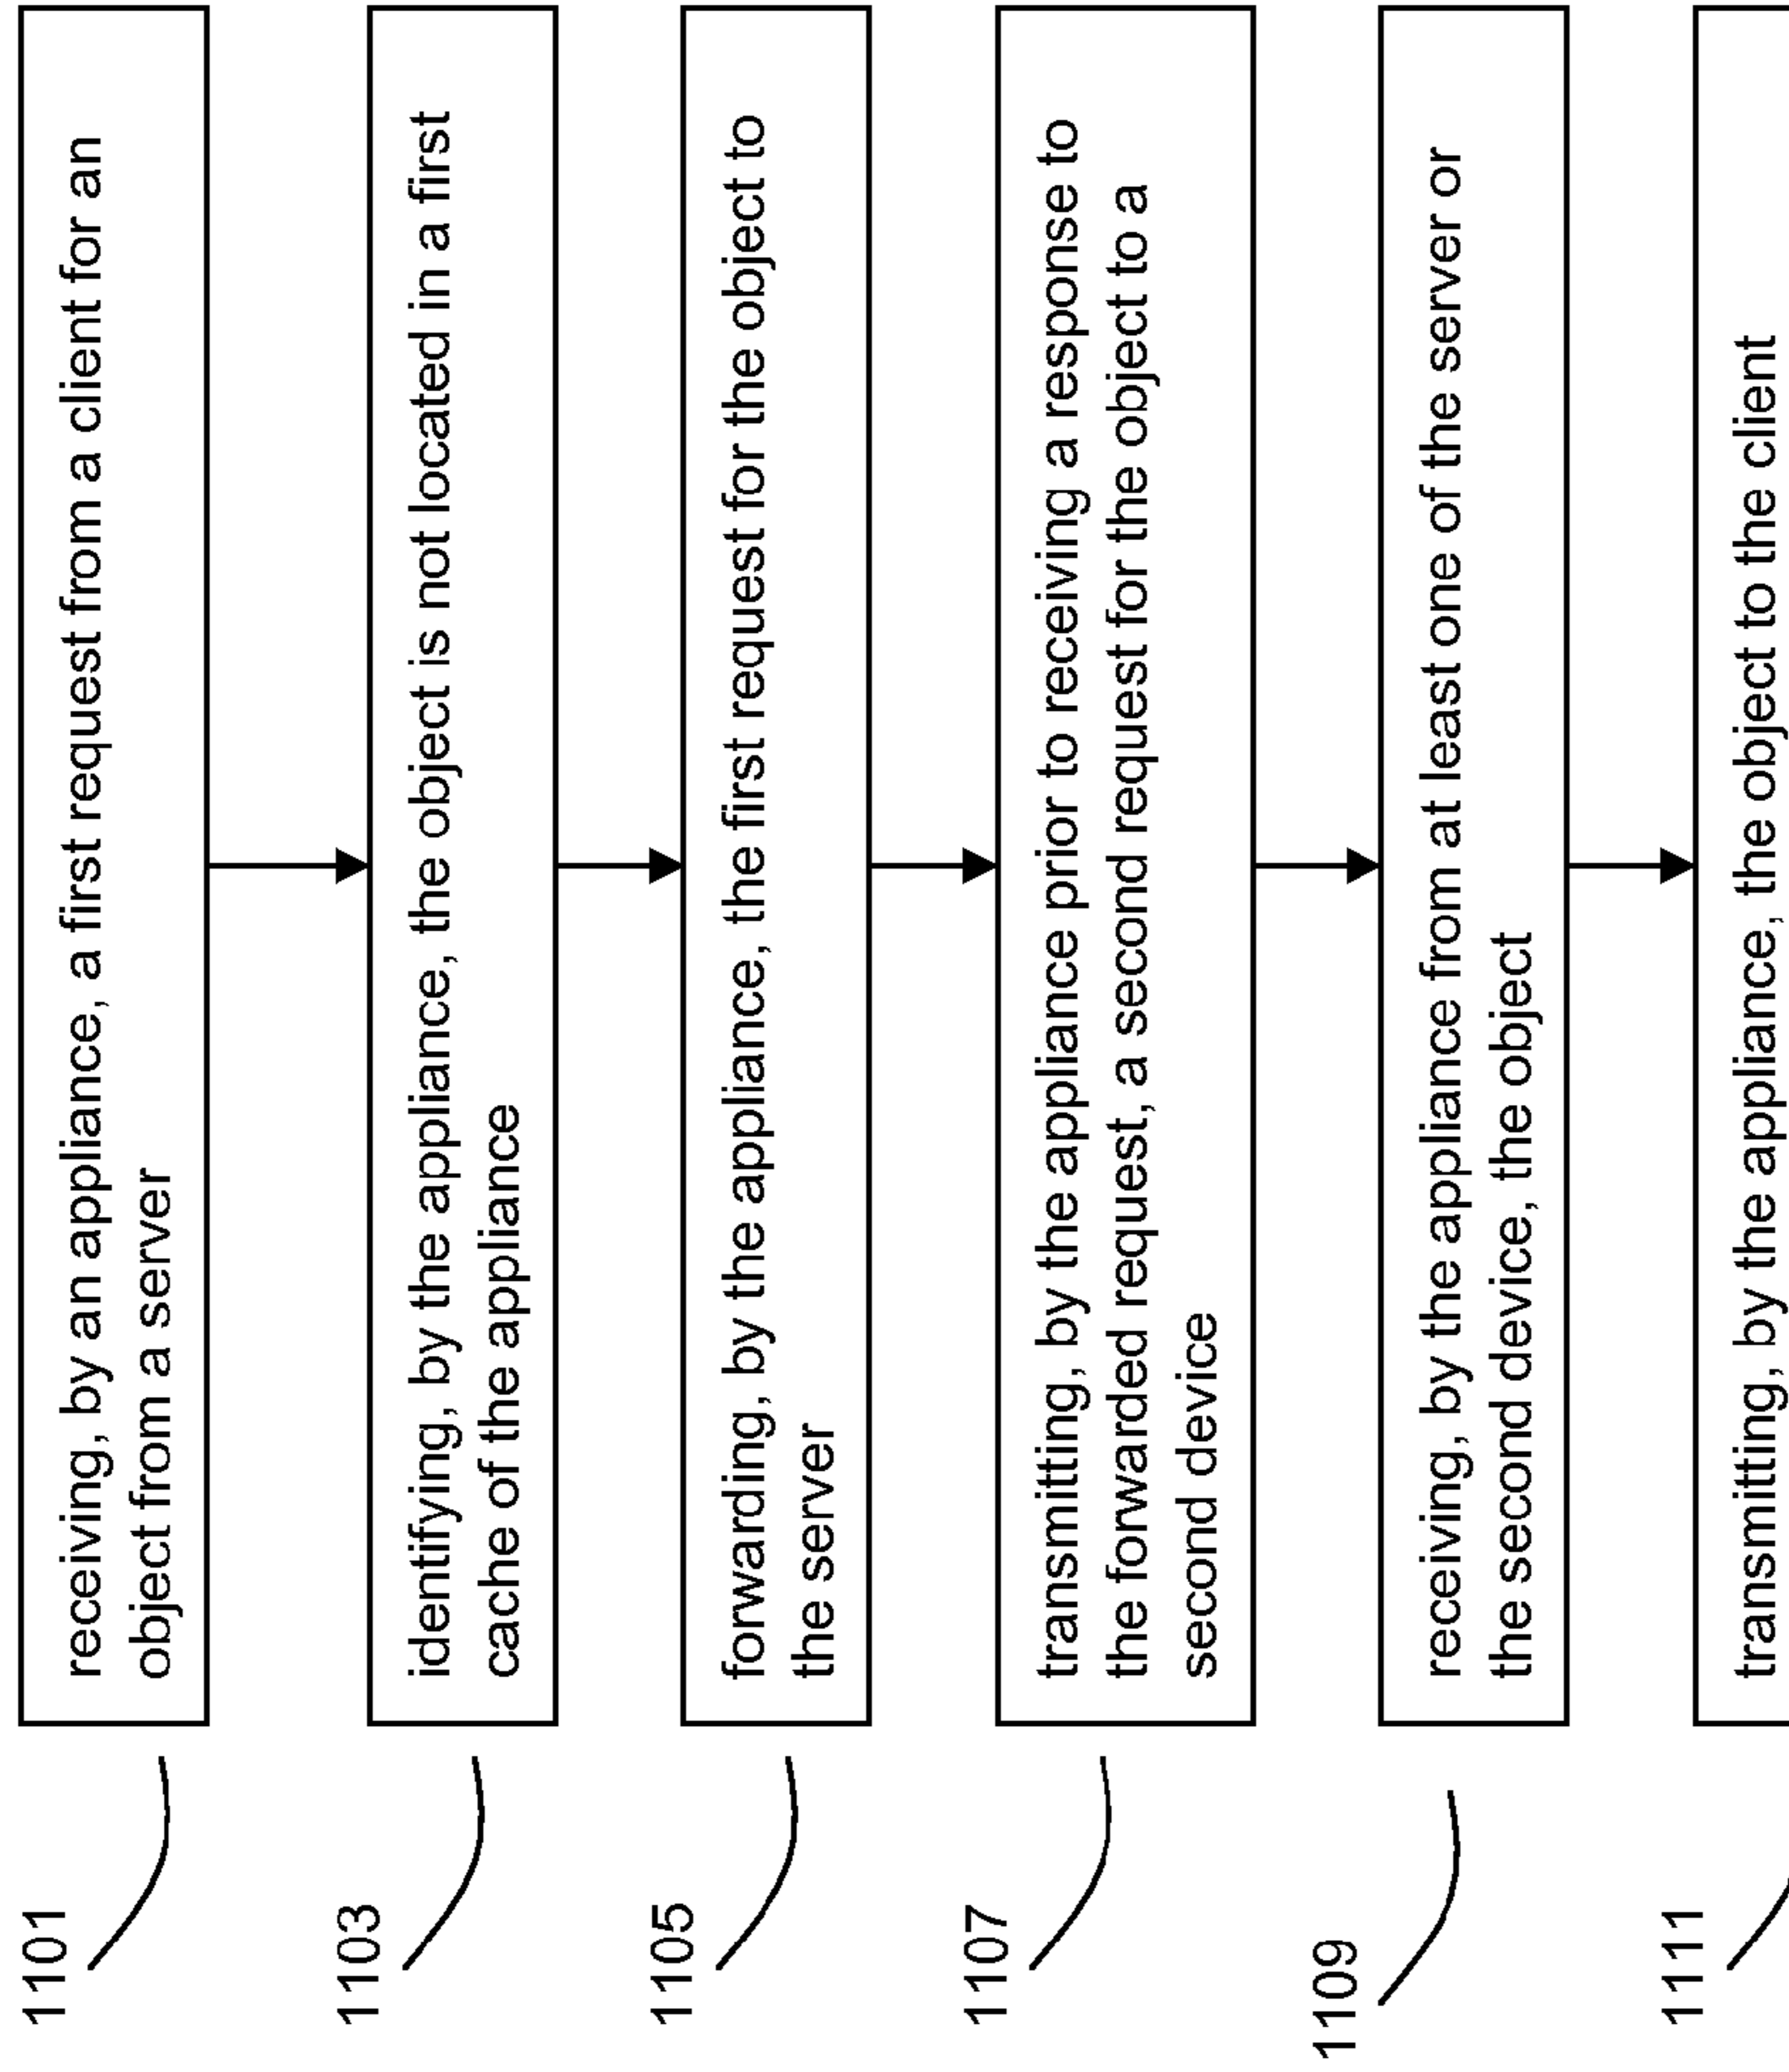 1101
receiving, by an appliance, a first request from a client for an
object from a server
1103
identifying, by the appliance, the object is not located in a first
cache of the appliance
1105
forwarding, by the appliance, the first request for the object to
the server
1107
transmitting, by the appliance prior to receiving a response to
the forwarded request, a second request for the object to a
second device
1109
receiving, by the appliance from at least one of the server or
the second device, the object
1111
transmitting, by the appliance, the object to the client